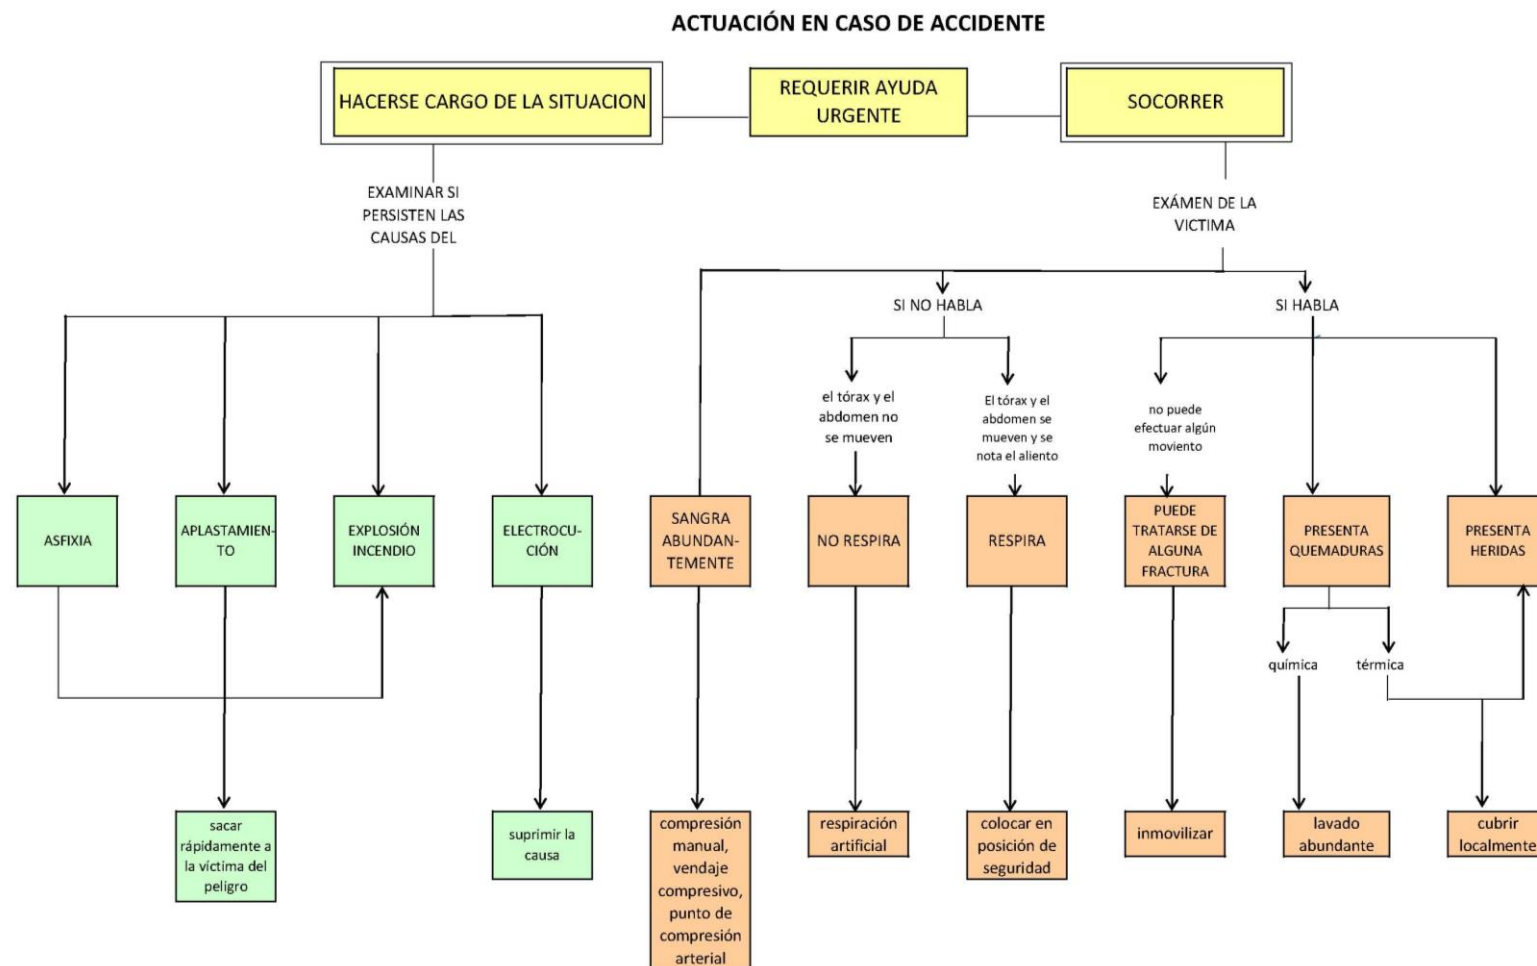 ACTUACIÓN EN CASO DE ACCIDENTE
HACERSE CARGO DE LA SITUACION
REQUERIR AYUDA
URGENTE
SOCORRER
EXAMINAR SI
PERSISTEN LAS
CAUSAS DEL
EXÁMEN DE LA
VICTIMA
SI NO HABLA
SI HABLA
el tórax y el
abdomen no
se mueven
El tórax y el
abdomen se
mueven y se
nota el aliento
no puede
efectuar algún
moviento
ASFIXIA
APLASTAMIEN-
TO
EXPLOSIÓN
INCENDIO
ELECTROCU-
CIÓN
SANGRA
ABUNDAN-
TEMENTE
NO RESPIRA
RESPIRA
PUEDE
TRATARSE DE
ALGUNA
FRACTURA
PRESENTA
QUEMADURAS
PRESENTA
HERIDAS
química
térmica
sacar
rápidamente a
la víctima del
peligro
suprimir la
causa
compresión
manual,
vendaje
compresivo,
punto de
compresión
arterial
respiración
artificial
colocar en
posición de
seguridad
inmovilizar
lavado
abundante
cubrir
localmente